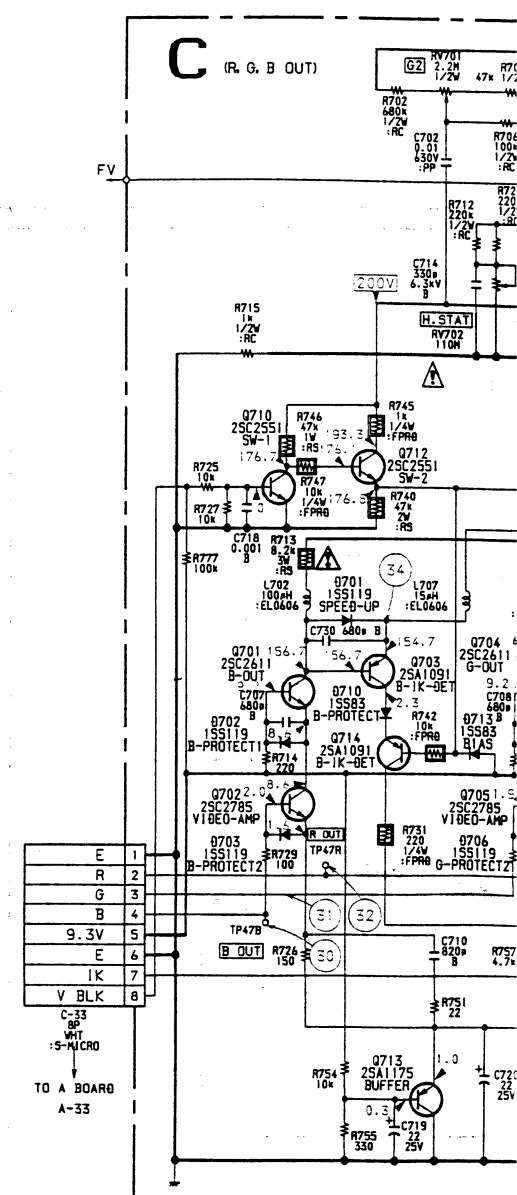 C (R. G. B OUT)
G2
RV701
2.2M
1/2W
47k
R702
680k
1/2W
:RC
C702
0.01
630V
:PP
R706
100k
1/2W
:RC
FV
R712
220k
1/2W
:RC
C714
330p
6.3kV
B
200V
H.STAT
RV702
110M
R715
1k
1/2W
:RC
Q710
2SC2551
SW-1
R746
47k
1W
:RS
193.3
R745
1k
1/4W
:FPRD
Q712
2SC2551
SW-2
176.7
R747
10k
1/4W
:FPRD
176.8
R740
47k
2W
:RS
R725
10k
R727
10k
0
C718
0.001
B
R713
8.2k
3W
:RS
R777
100k
L702
100μH
:EL0606
D701
1SS119
SPEED-UP
34
L707
15μH
:EL0606
C730 680p B
154.7
Q701
2SC2611
B-OUT
156.7
156.7
Q703
2SA1091
B-IK-DET
Q704
2SC2611
G-OUT
9.2
C707
680p
B
D710
1SS83
B-PROTECT
2.3
C708
680p
B
D702
1SS119
B-PROTECT1
R714
220
Q714
2SA1091
B-IK-DET
R742
10k
:FPRD
D713
1SS83
BIAS
Q702
2SC2785
VIDEO-AMP
2.0
8.6
Q705
2SC2785
VIDEO-AMP
D703
1SS119
B-PROTECT2
R729
100
R OUT
TP47R
R731
220
1/4W
:FPRD
D706
1SS119
G-PROTECT2
E 1
R 2
G 3
B 4
9.3V 5
E 6
IK 7
V BLK 8
TP47B
B OUT
31
32
30
R726
150
C710
820p
B
R757
4.7k
R751
22
C-33
8P
WHT
:S-MICRO
TO A BOARD
A-33
R754
10k
Q713
2SA1175
BUFFER
1.0
0.3
+
C719
22
25V
R755
330
+
22
25V